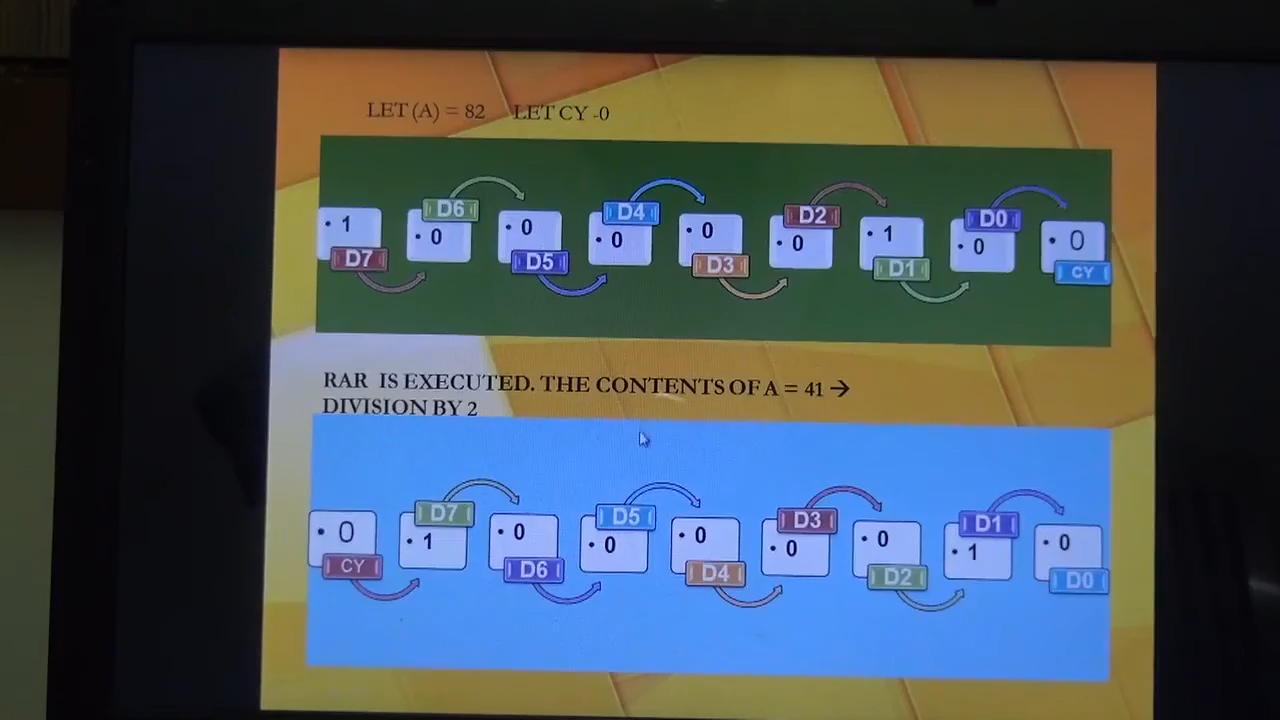 LET (A) = 82 LET CY -0
D6 D4 D2 D0
• 1 • 0 • 0 • 0 • 0 • 0 • 1 • 0 • 0
D7 D5 D3 D1 CY
RAR IS EXECUTED. THE CONTENTS OF A = 41 →
DIVISION BY 2
D7 D5 D3 D1
• 0 • 1 • 0 • 0 • 0 • 0 • 0 • 1 • 0
CY D6 D4 D2 D0